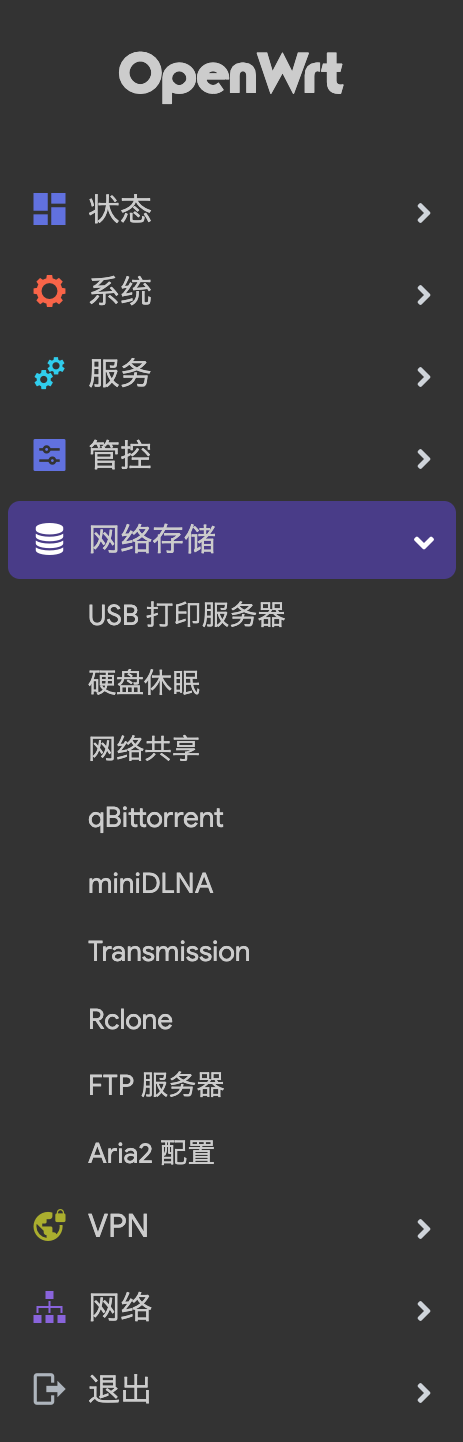 OpenWrt
状态
系统
服务
管控
网络存储
USB 打印服务器
硬盘休眠
网络共享
qBittorrent
miniDLNA
Transmission
Rclone
FTP 服务器
Aria2 配置
VPN
网络
退出